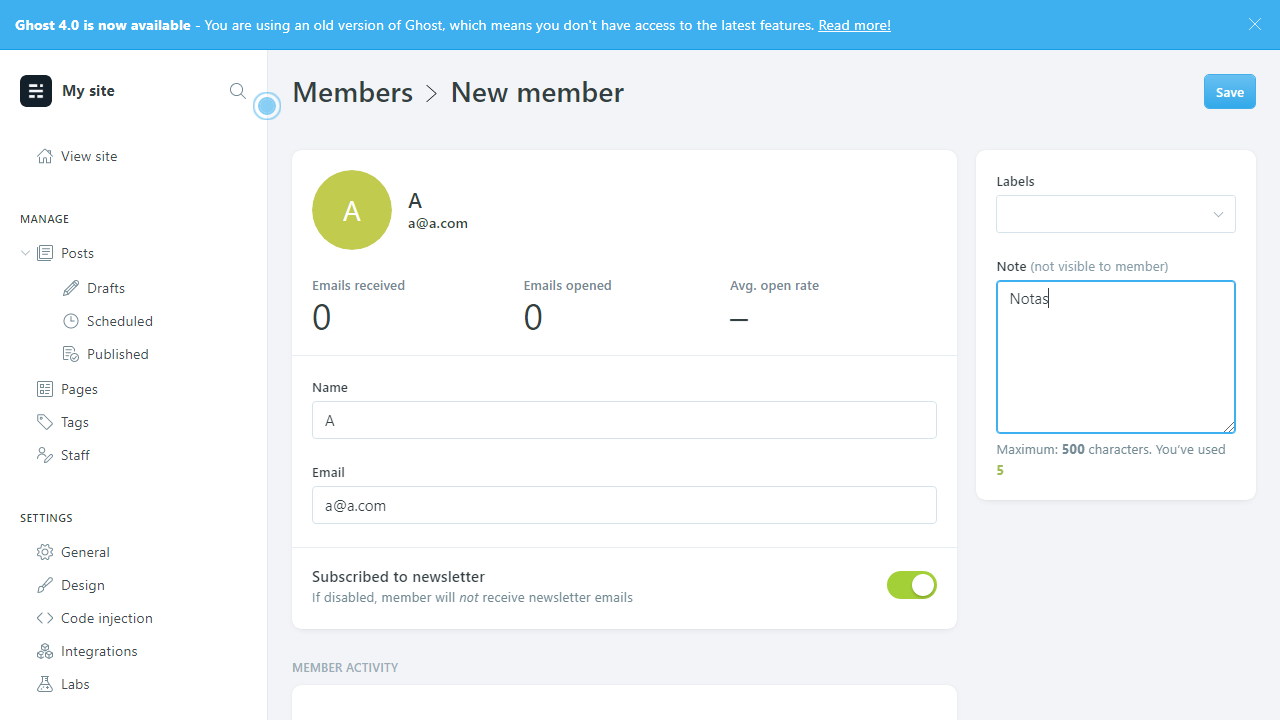 Ghost 4.0 is now available - You are using an old version of Ghost, which means you don't have access to the latest features. Read more!
My site
View site
MANAGE
Posts
Drafts
Scheduled
Published
Pages
Tags
Staff
SETTINGS
General
Design
Code injection
Integrations
Labs
Members > New member
Save
A
A
a@a.com
Emails received
0
Emails opened
0
Avg. open rate
–
Name
A
Email
a@a.com
Subscribed to newsletter
If disabled, member will not receive newsletter emails
MEMBER ACTIVITY
Labels
Note (not visible to member)
Notas
Maximum: 500 characters. You've used
5